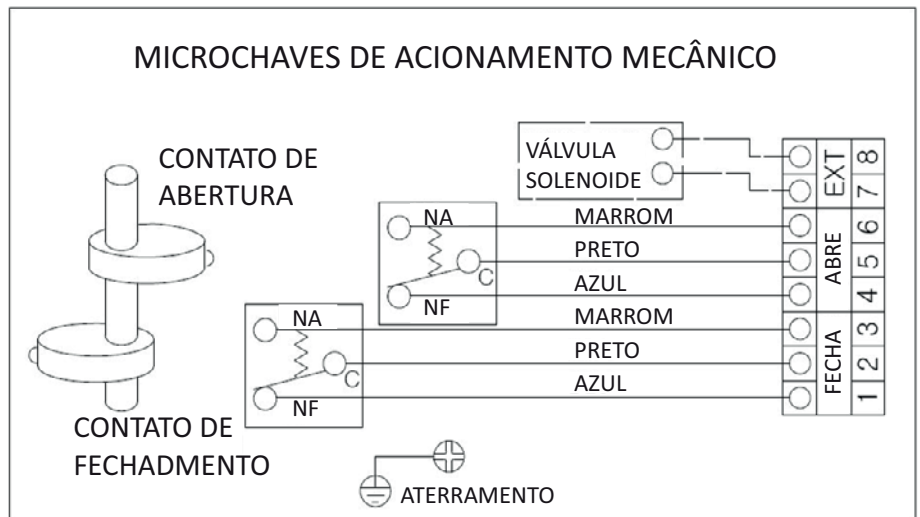 MICROCHAVES DE ACIONAMENTO MECÂNICO
CONTATO DE
ABERTURA
VÁLVULA
SOLENOIDE
EXT
8
7
NA
C
NF
MARROM
PRETO
AZUL
ABRE
6
5
4
NA
C
NF
MARROM
PRETO
AZUL
FECHA
3
2
1
CONTATO DE
FECHADMENTO
ATERRAMENTO